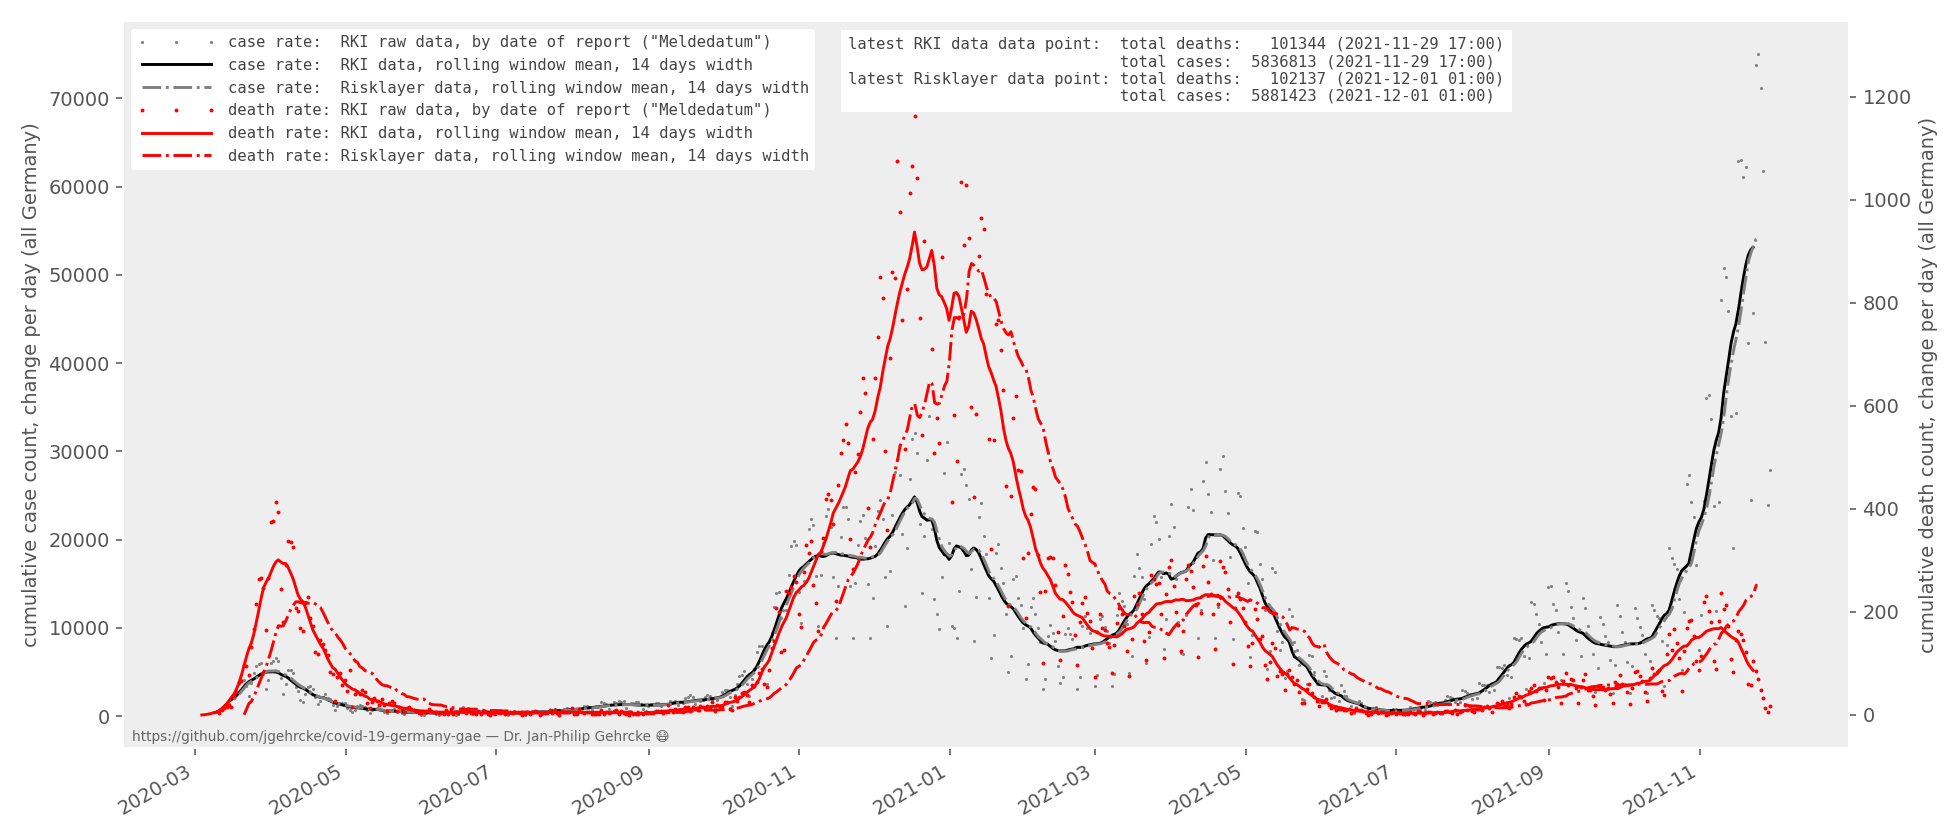 case rate:  RKI raw data, by date of report ("Meldedatum")
case rate:  RKI data, rolling window mean, 14 days width
case rate:  Risklayer data, rolling window mean, 14 days width
death rate: RKI raw data, by date of report ("Meldedatum")
death rate: RKI data, rolling window mean, 14 days width
death rate: Risklayer data, rolling window mean, 14 days width
latest RKI data data point:  total deaths:   101344 (2021-11-29 17:00)
total cases:  5836813 (2021-11-29 17:00)
latest Risklayer data point: total deaths:   102137 (2021-12-01 01:00)
total cases:  5881423 (2021-12-01 01:00)
cumulative case count, change per day (all Germany)
70000
60000
50000
40000
30000
20000
10000
0
1200
1000
800
600
400
200
0
cumulative death count, change per day (all Germany)
https://github.com/jgehrcke/covid-19-germany-gae — Dr. Jan-Philip Gehrcke 😷
2020-03
2020-05
2020-07
2020-09
2020-11
2021-01
2021-03
2021-05
2021-07
2021-09
2021-11